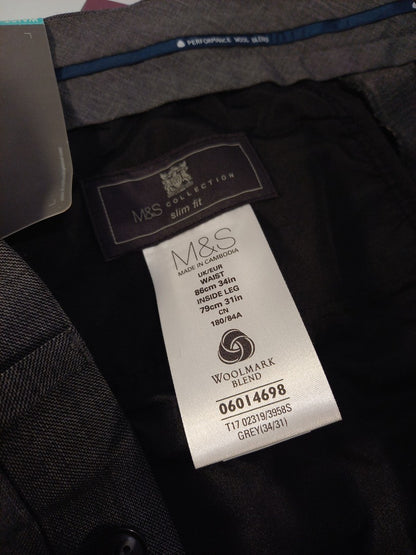 PERFORMANCE WOOL BLEND
M&S COLLECTION
slim fit
M&S
MADE IN CAMBODIA
UK/EUR
WAIST
86cm 34in
INSIDE LEG
79cm 31in
CN
180/84A
WOOLMARK
BLEND
06014698
T17 02319/3958S
GREY(34/31)